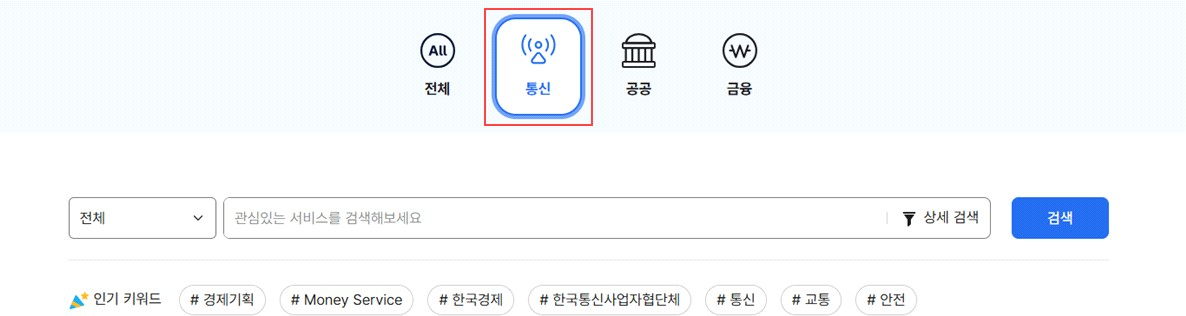 All
전체 통신 공공 금융
전체 관심있는 서비스를 검색해보세요 상세 검색 검색
인기 키워드 # 경제기획 # Money Service # 한국경제 # 한국통신사업자협단체 # 통신 # 교통 # 안전